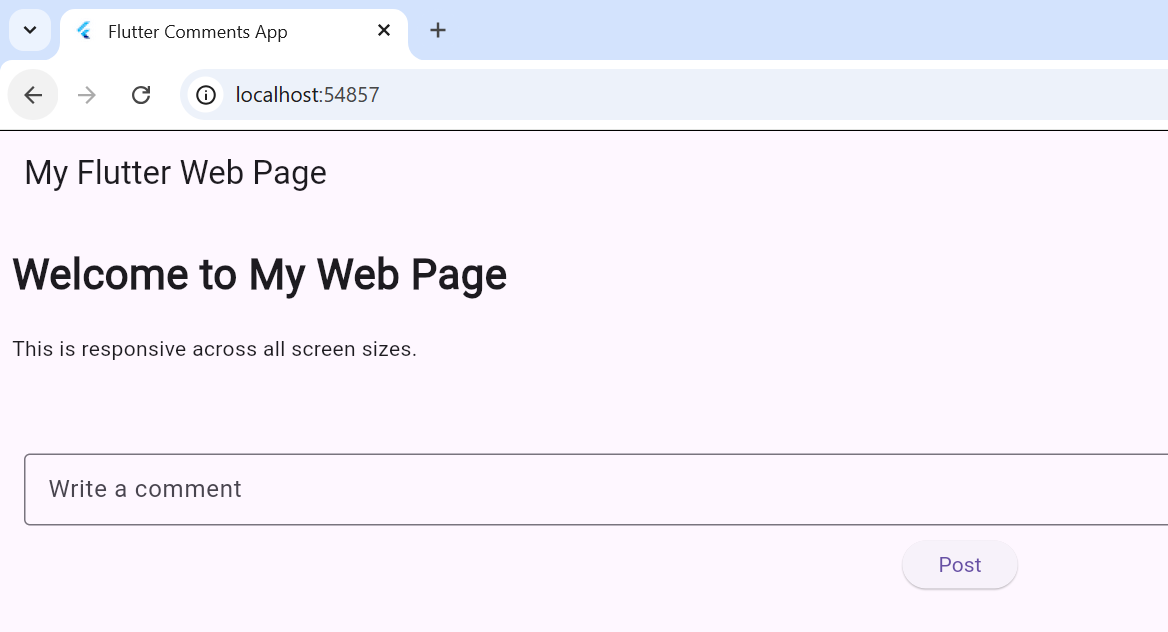 Flutter Comments App
localhost:54857
My Flutter Web Page
Welcome to My Web Page
This is responsive across all screen sizes.
Write a comment
Post